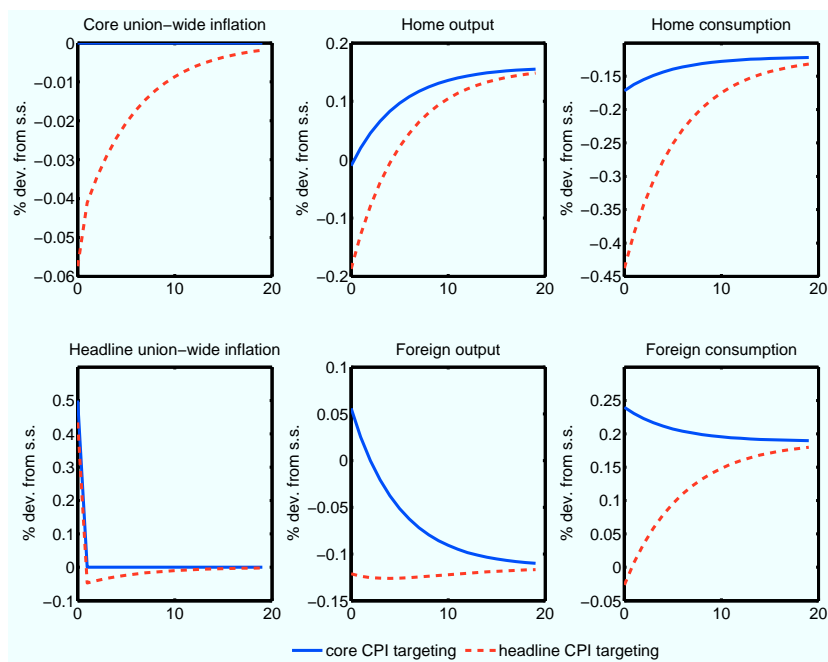 Core union−wide inflation
% dev. from s.s.
0
−0.01
−0.02
−0.03
−0.04
−0.05
−0.06
0 10 20
Home output
% dev. from s.s.
0.2
0.1
0
−0.1
−0.2
0 10 20
Home consumption
% dev. from s.s.
−0.15
−0.2
−0.25
−0.3
−0.35
−0.4
−0.45
0 10 20
Headline union−wide inflation
% dev. from s.s.
0.5
0.4
0.3
0.2
0.1
0
−0.1
0 10 20
Foreign output
% dev. from s.s.
0.1
0.05
0
−0.05
−0.1
−0.15
0 10 20
Foreign consumption
% dev. from s.s.
0.25
0.2
0.15
0.1
0.05
0
−0.05
0 10 20
core CPI targeting
headline CPI targeting